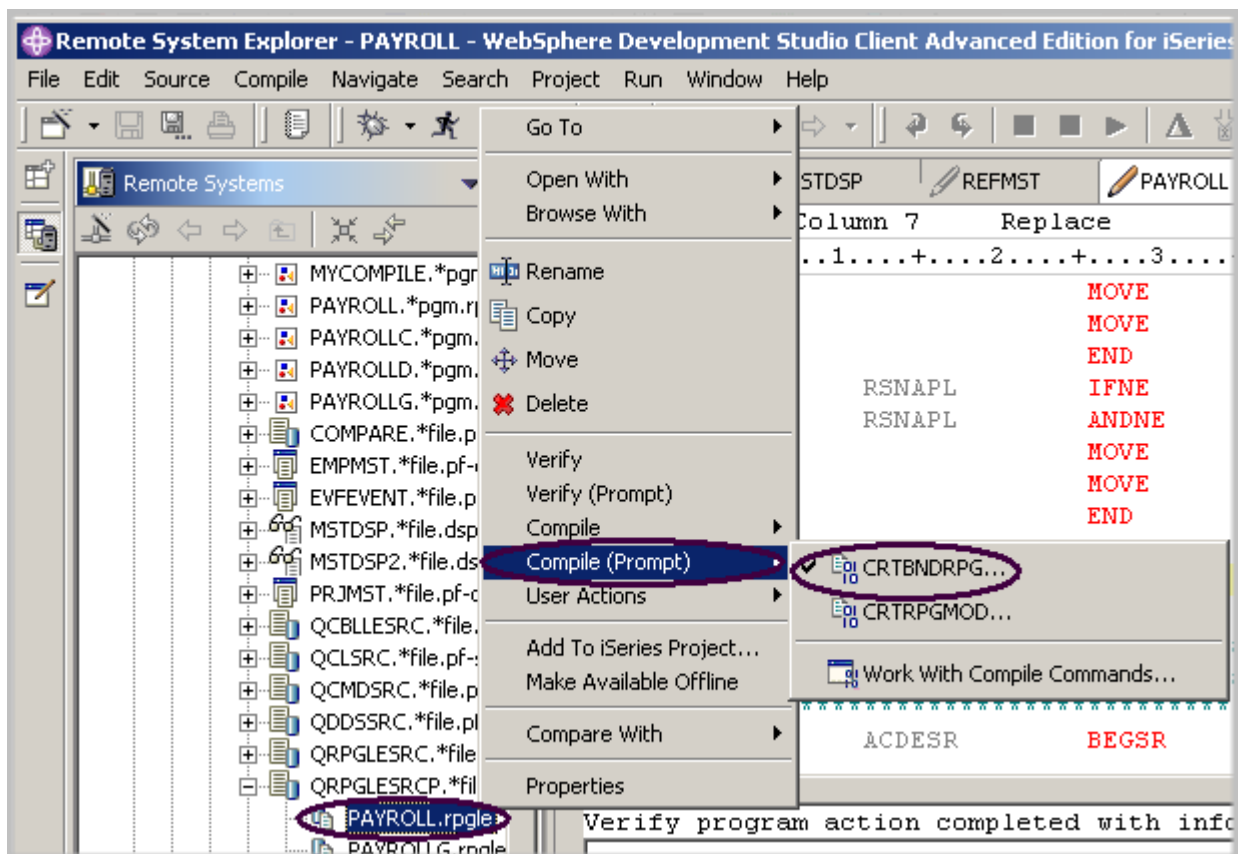 Remote System Explorer - PAYROLL - WebSphere Development Studio Client Advanced Edition for iSeries
File Edit Source Compile Navigate Search Project Run Window Help
Remote Systems
MYCOMPILE.*pgm
PAYROLL.*pgm.r
PAYROLLC.*pgm.
PAYROLLD.*pgm.
PAYROLLG.*pgm.
COMPARE.*file.p
EMPMST.*file.pf-
EVFEVENT.*file.p
MSTDSP.*file.dsp
MSTDSP2.*file.ds
PRJMST.*file.pf-
QCBLLESRC.*file.
QCLSRC.*file.pf-
QCMDSRC.*file.p
QDDSSRC.*file.p
QRPGLESRC.*file
QRPGLESRCP.*fil
PAYROLL.rpgle
PAYROLLG.rpgle
Go To
Open With
Browse With
Rename
Copy
Move
Delete
Verify
Verify (Prompt)
Compile
Compile (Prompt)
User Actions
Add To iSeries Project...
Make Available Offline
Compare With
Properties
CRTBNDRPG...
CRTRPGMOD...
Work With Compile Commands...
STDSP REFMST PAYROLL
Column 7 Replace
..1....+....2....+....3....
MOVE
MOVE
END
RSNAPL IFNE
RSNAPL ANDNE
MOVE
MOVE
END
ACDESR BEGSR
Verify program action completed with info